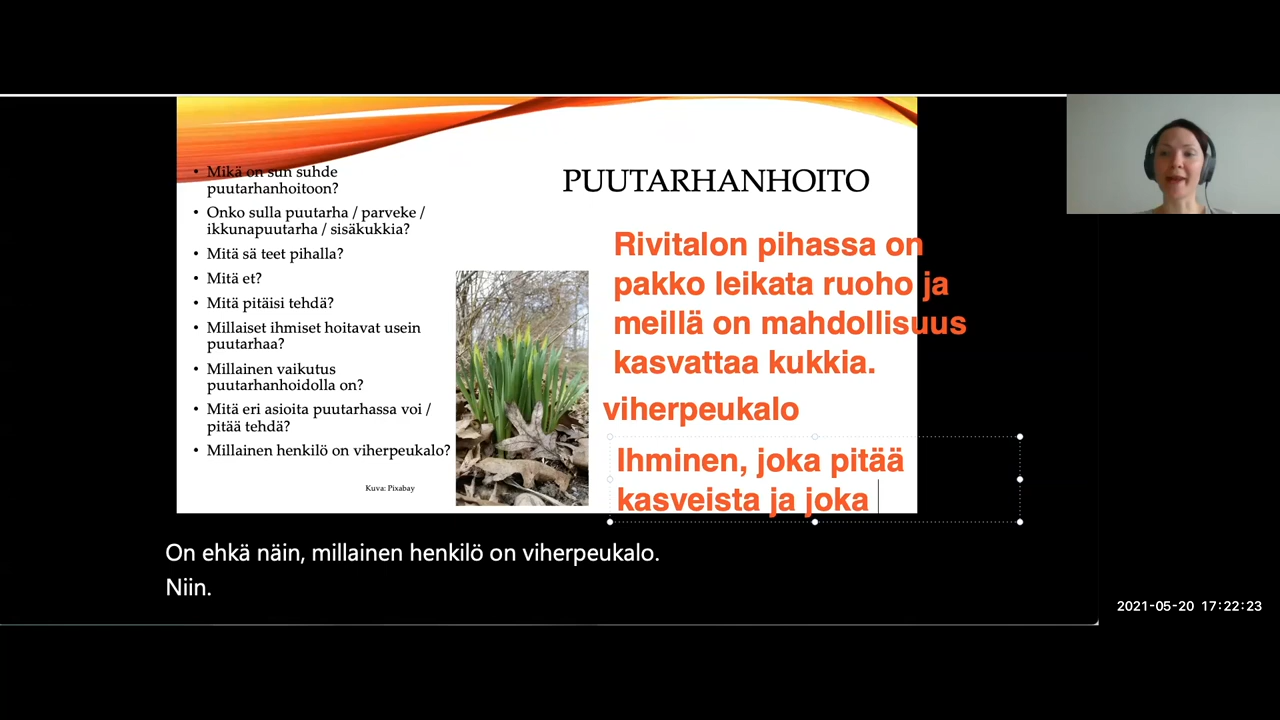 • Mikä on sun suhde
puutarhanhoitoon?
• Onko sulla puutarha / parveke /
ikkunapuutarha / sisäkukkia?
• Mitä sä teet pihalla?
• Mitä et?
• Mitä pitäisi tehdä?
• Millaiset ihmiset hoitavat usein
puutarhaa?
• Millainen vaikutus
puutarhanhoidolla on?
• Mitä eri asioita puutarhassa voi /
pitää tehdä?
• Millainen henkilö on viherpeukalo?
Kuva: Pixabay
PUUTARHANHOITO
Rivitalon pihassa on
pakko leikata ruoho ja
meillä on mahdollisuus
kasvattaa kukkia.
viherpeukalo
Ihminen, joka pitää
kasveista ja joka
On ehkä näin, millainen henkilö on viherpeukalo.
Niin.
2021-05-20 17:22:23